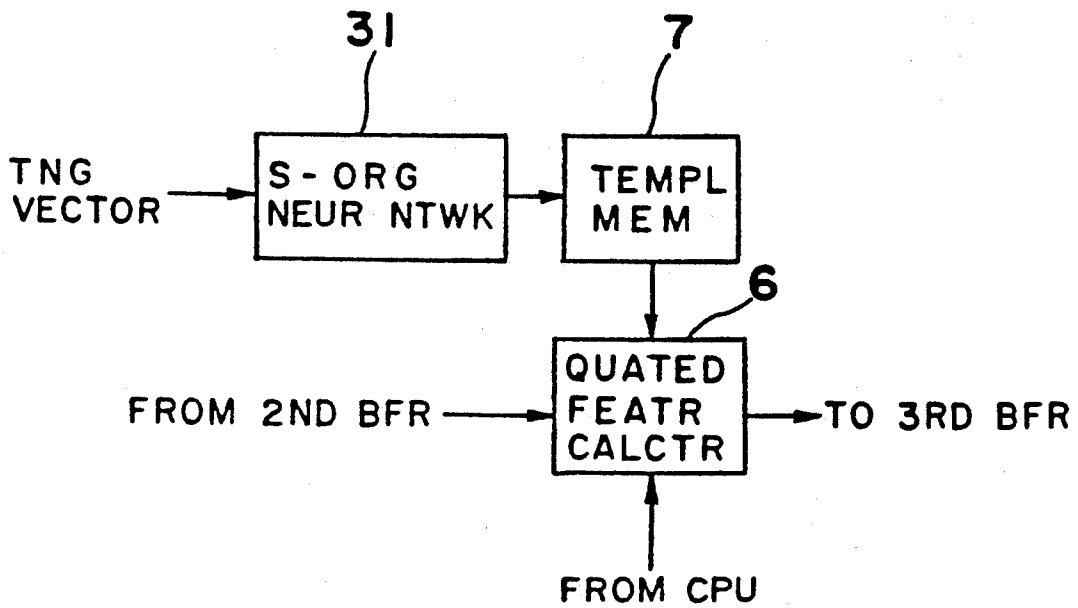 31
7
TNG
VECTOR
S-ORG
NEUR NTWK
TEMPL
MEM
6
QUATED
FEATR
CALCTR
FROM 2ND BFR
TO 3RD BFR
FROM CPU